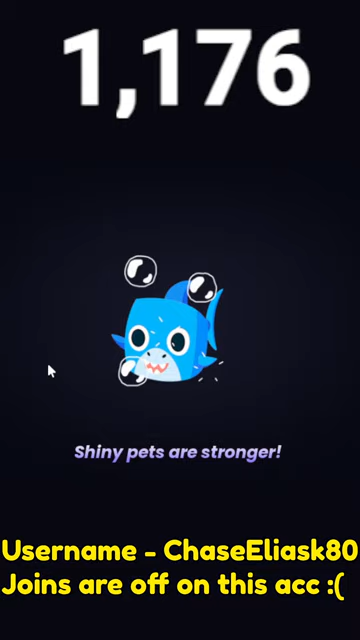 1,176
Shiny pets are stronger!
Username - ChaseEliask80
Joins are off on this acc :(